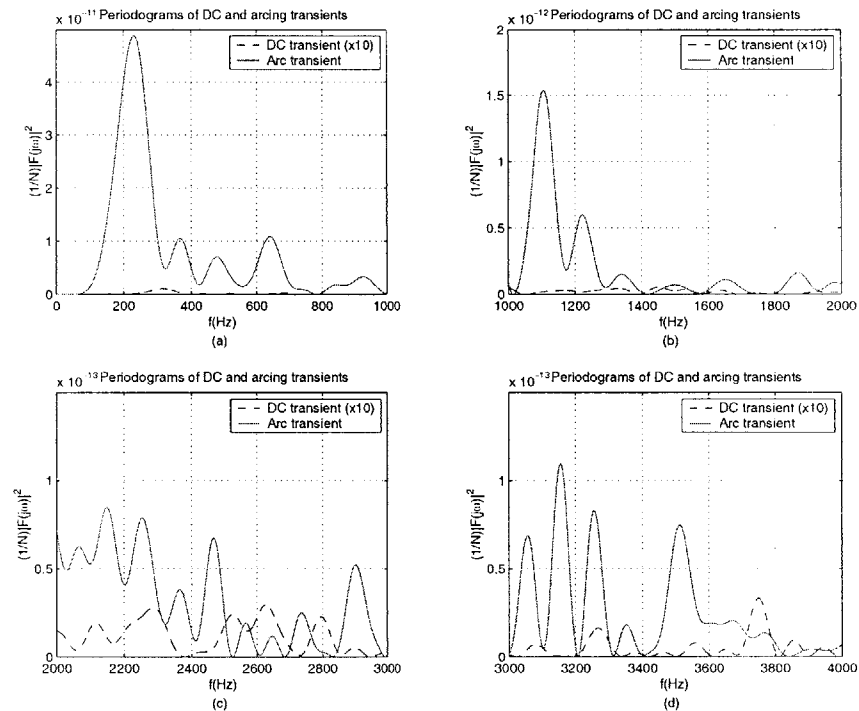 x 10⁻¹¹ Periodograms of DC and arcing transients
DC transient (x10)
Arc transient
4
3
2
1
0
(1/N)|F(jω)|²
0 200 400 600 800 1000
f(Hz)
(a)
x 10⁻¹² Periodograms of DC and arcing transients
2
DC transient (x10)
Arc transient
1.5
1
0.5
0
(1/N)|F(jω)|²
1000 1200 1400 1600 1800 2000
f(Hz)
(b)
x 10⁻¹³ Periodograms of DC and arcing transients
DC transient (x10)
Arc transient
1
0.5
0
(1/N)|F(jω)|²
2000 2200 2400 2600 2800 3000
f(Hz)
(c)
x 10⁻¹³ Periodograms of DC and arcing transients
DC transient (x10)
Arc transient
1
0.5
0
(1/N)|F(jω)|²
3000 3200 3400 3600 3800 4000
f(Hz)
(d)